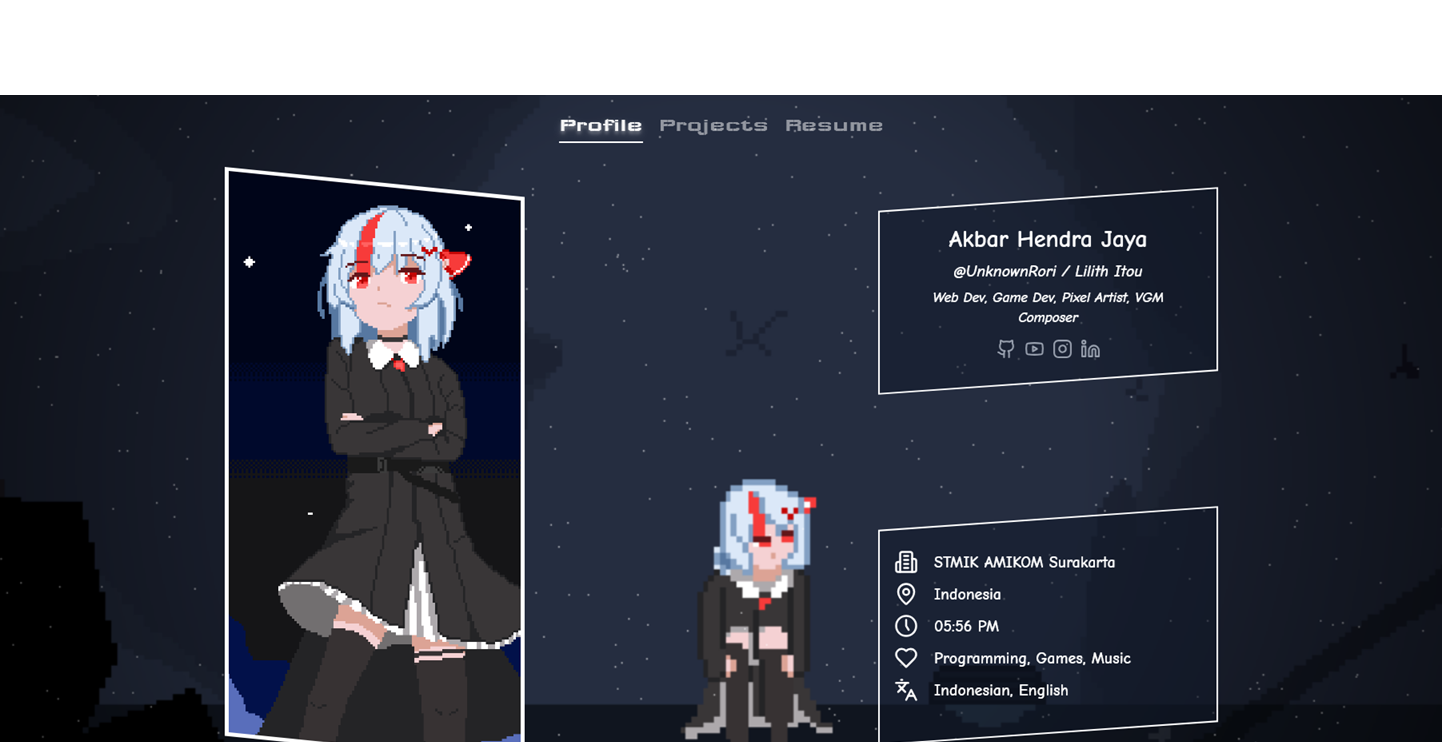 Profile Projects Resume
Akbar Hendra Jaya
@UnknownRori / Lilith Itou
Web Dev, Game Dev, Pixel Artist, VGM
Composer
STMIK AMIKOM Surakarta
Indonesia
05:56 PM
Programming, Games, Music
Indonesian, English